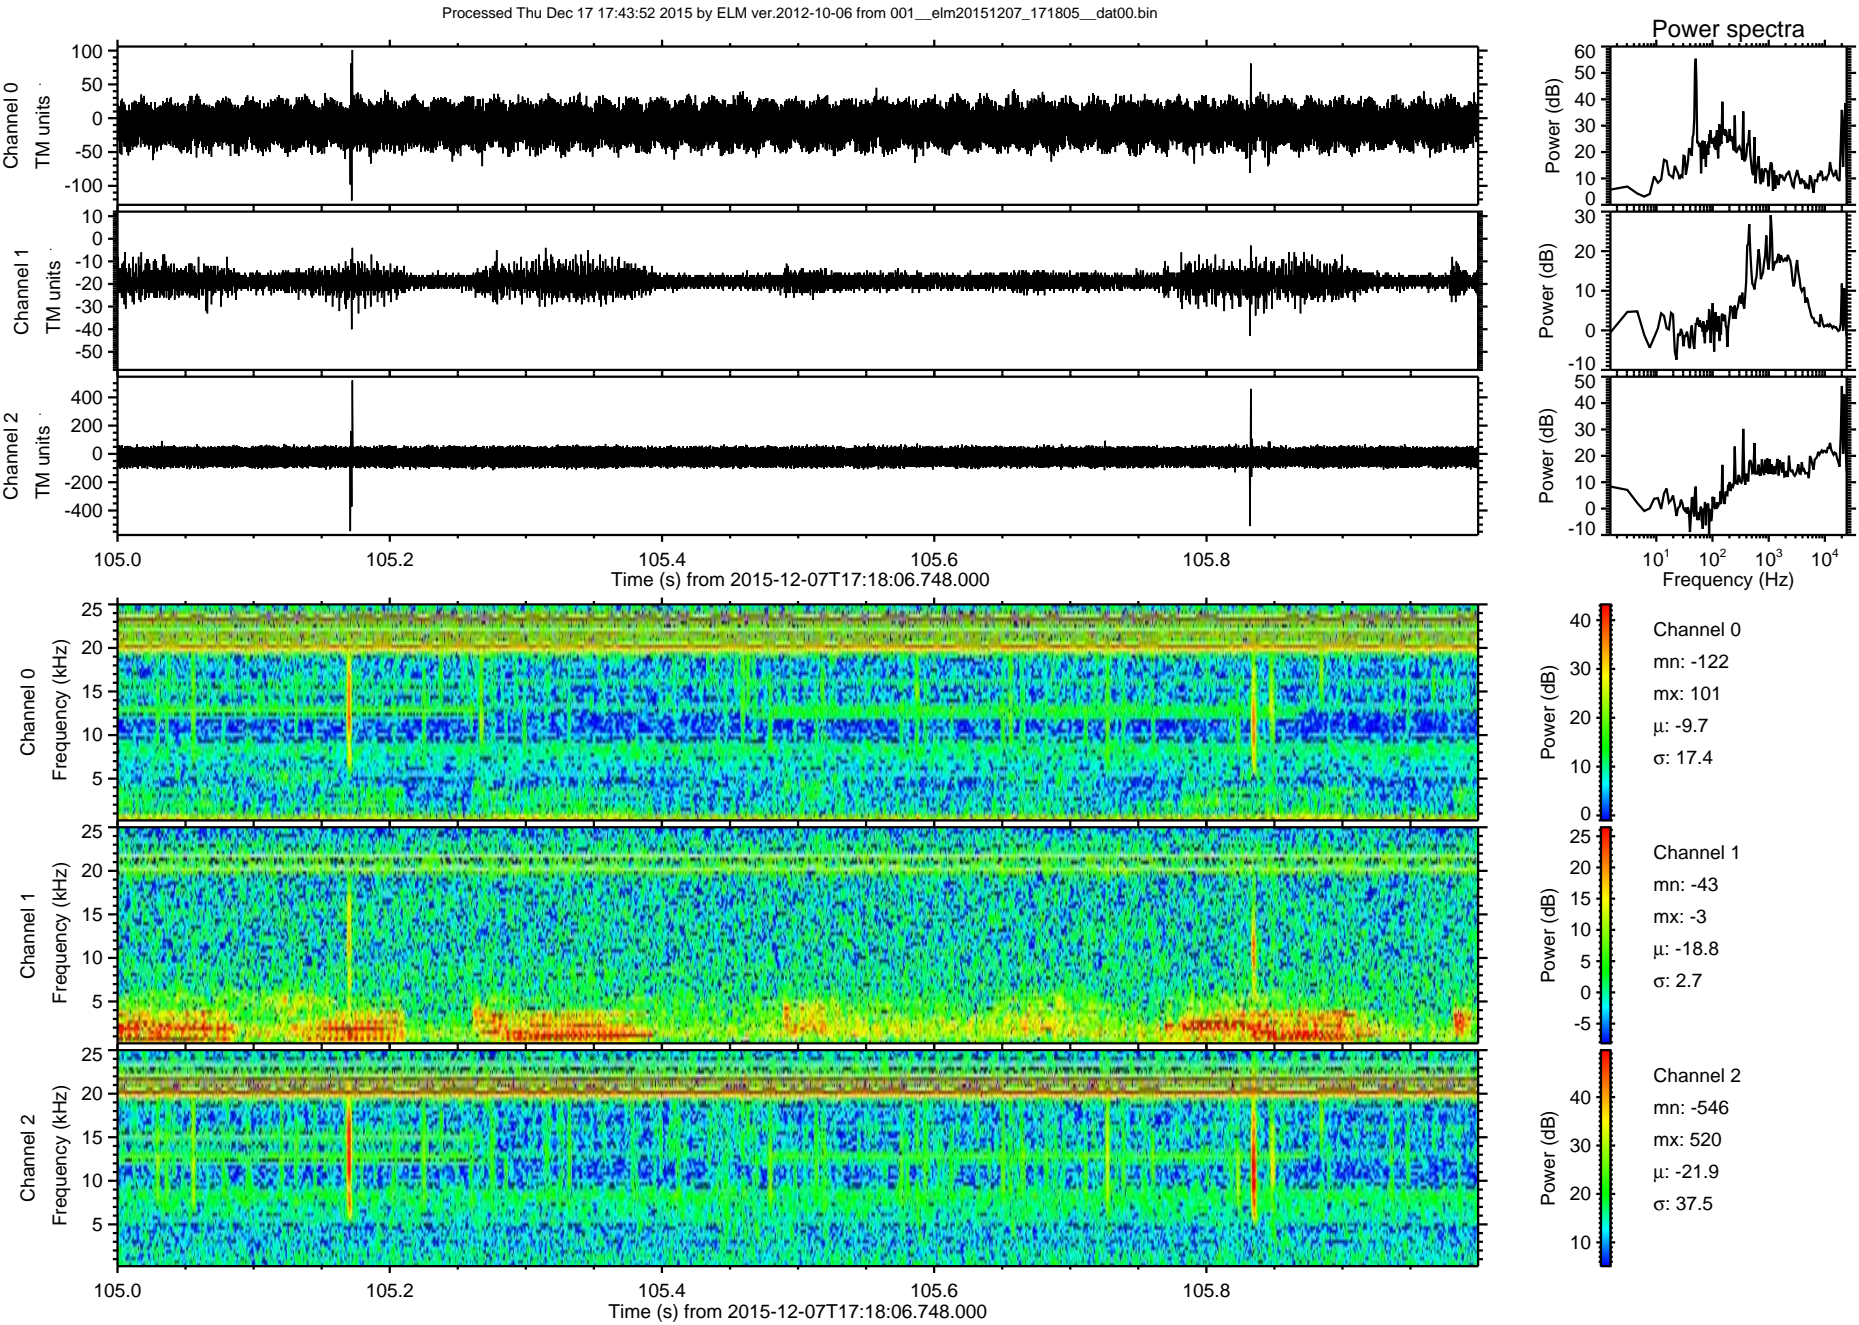 Processed Thu Dec 17 17:43:52 2015 by ELM ver.2012-10-06 from 001__elm20151207_171805__dat00.bin
Power spectra
Channel 0
TM units
100
50
0
-50
-100
Power (dB)
60
50
40
30
20
10
0
Channel 1
TM units
10
0
-10
-20
-30
-40
-50
Power (dB)
30
20
10
0
-10
Channel 2
TM units
400
200
0
-200
-400
Power (dB)
50
40
30
20
10
0
-10
105.0 105.2 105.4 105.6 105.8
Time (s) from 2015-12-07T17:18:06.748.000
10¹ 10² 10³ 10⁴
Frequency (Hz)
Channel 0
Frequency (kHz)
25
20
15
10
5
Power (dB)
40
30
20
10
0
Channel 0
mn: -122
mx: 101
μ: -9.7
σ: 17.4
Channel 1
Frequency (kHz)
25
20
15
10
5
Power (dB)
25
20
15
10
5
0
-5
Channel 1
mn: -43
mx: -3
μ: -18.8
σ: 2.7
Channel 2
Frequency (kHz)
25
20
15
10
5
Power (dB)
40
30
20
10
Channel 2
mn: -546
mx: 520
μ: -21.9
σ: 37.5
105.0 105.2 105.4 105.6 105.8
Time (s) from 2015-12-07T17:18:06.748.000